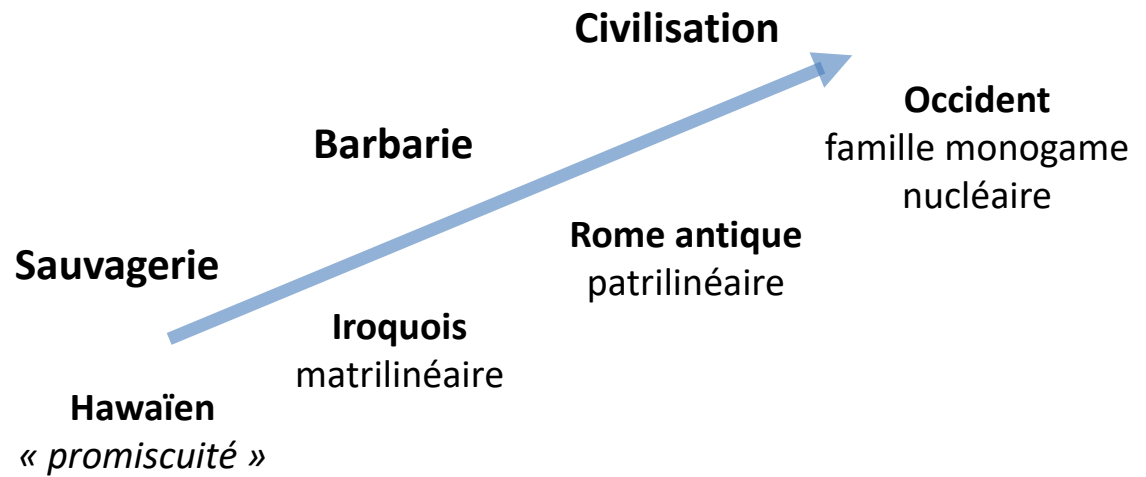 Civilisation
Occident
famille monogame
nucléaire
Barbarie
Rome antique
patrilinéaire
Sauvagerie
Iroquois
matrilinéaire
Hawaïen
« promiscuité »